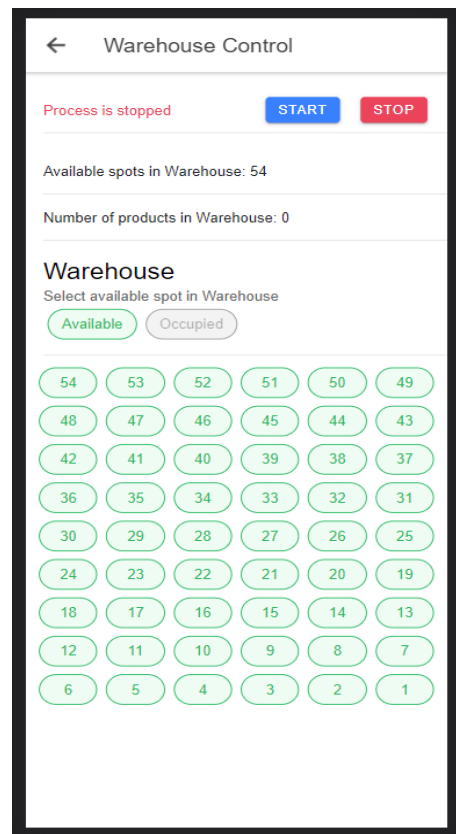 Warehouse Control
Process is stopped START STOP
Available spots in Warehouse: 54
Number of products in Warehouse: 0
Warehouse
Select available spot in Warehouse
Available Occupied
54 53 52 51 50 49
48 47 46 45 44 43
42 41 40 39 38 37
36 35 34 33 32 31
30 29 28 27 26 25
24 23 22 21 20 19
18 17 16 15 14 13
12 11 10 9 8 7
6 5 4 3 2 1